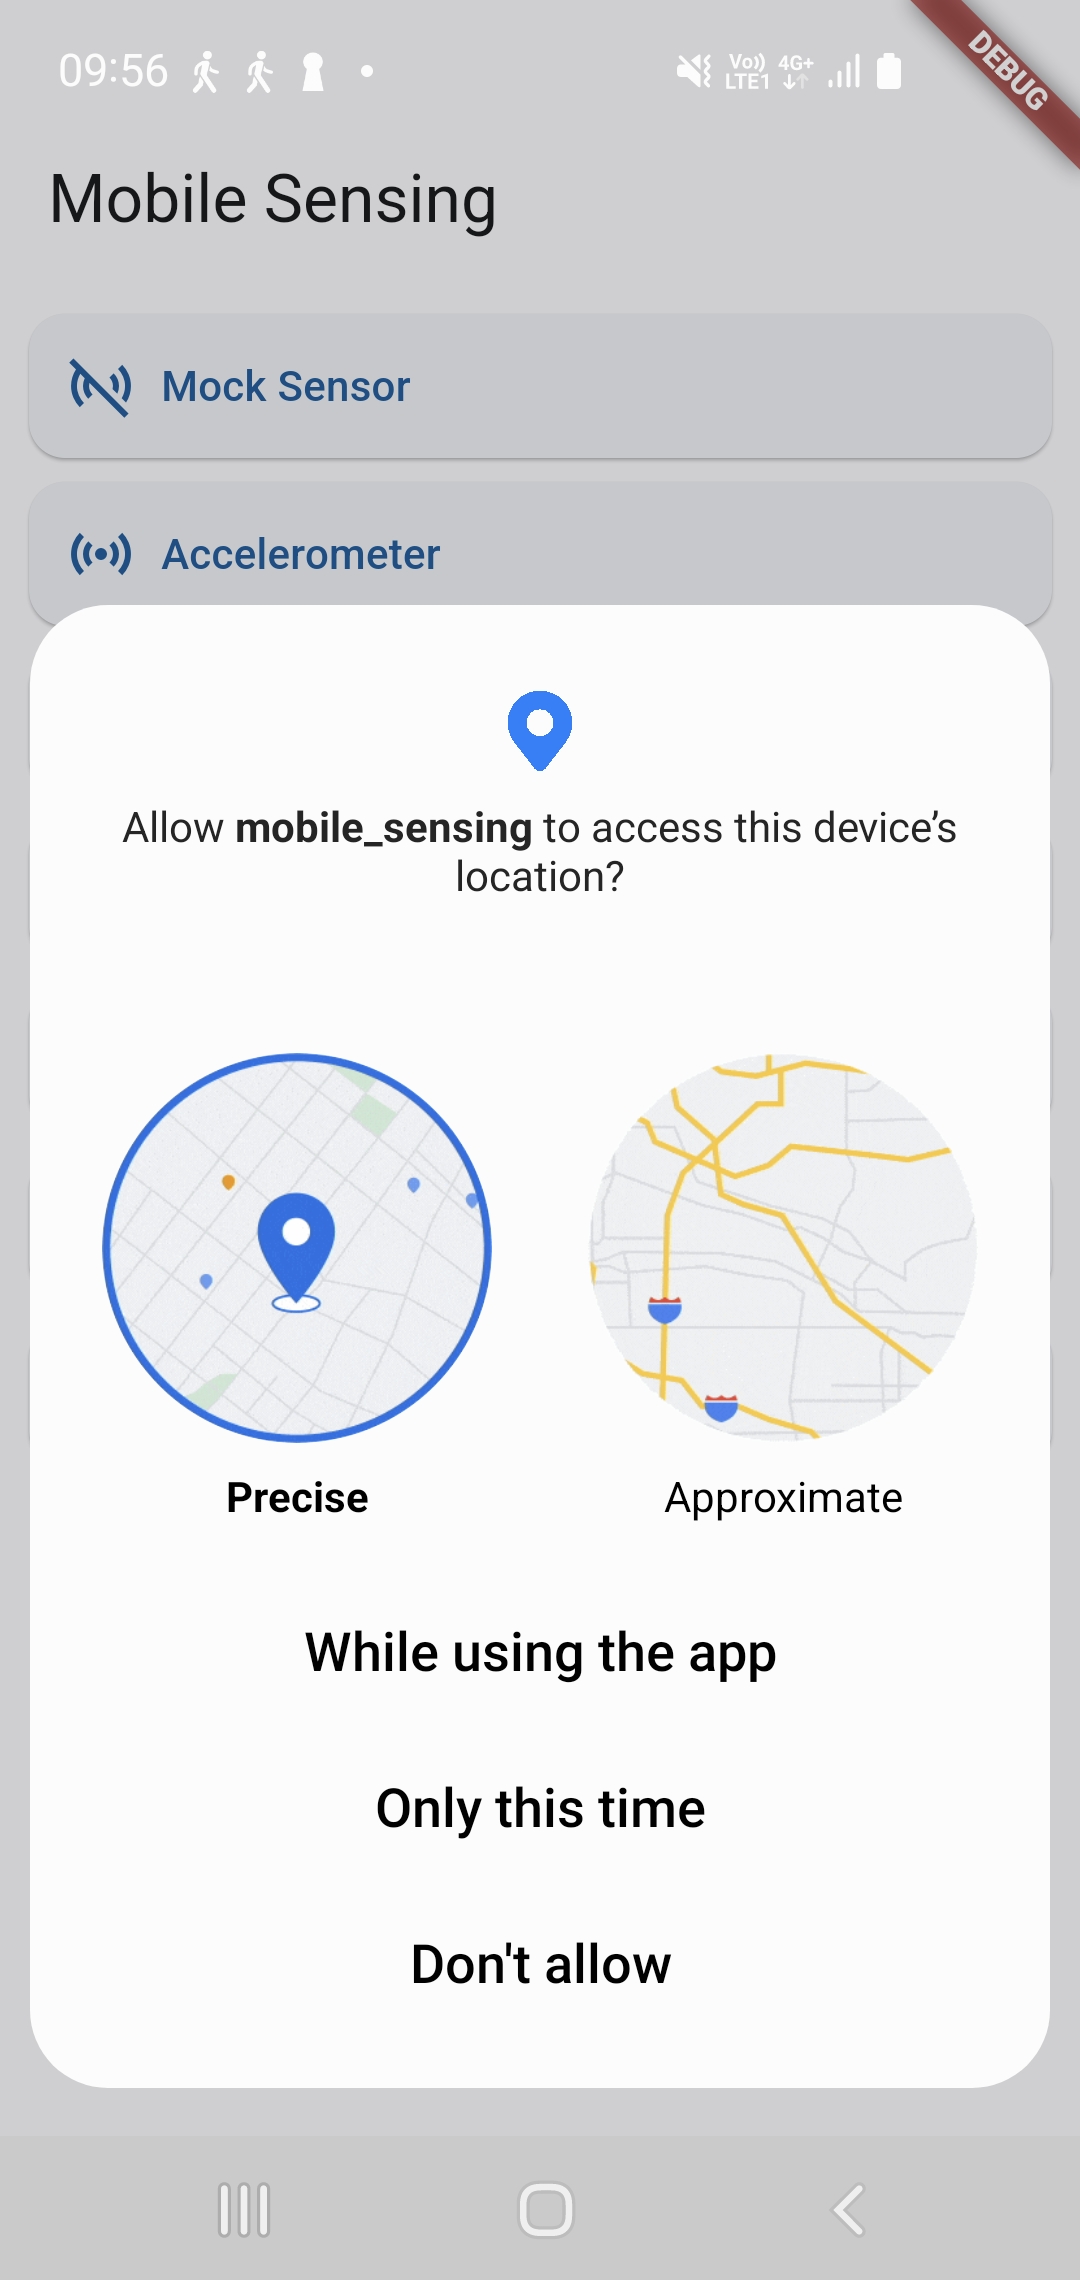 09:56
Vo)) 4G+
LTE1
DEBUG
Mobile Sensing
Mock Sensor
Accelerometer
Allow mobile_sensing to access this device’s
location?
Precise Approximate
While using the app
Only this time
Don't allow